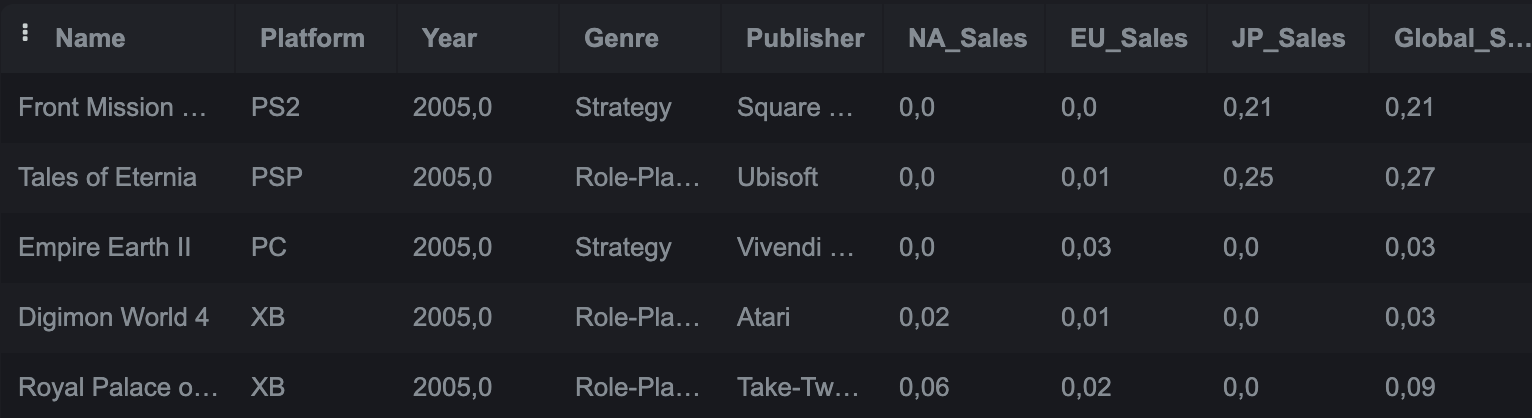 Name Platform Year Genre Publisher NA_Sales EU_Sales JP_Sales Global_S...
Front Mission ... PS2 2005,0 Strategy Square ... 0,0 0,0 0,21 0,21
Tales of Eternia PSP 2005,0 Role-Pla... Ubisoft 0,0 0,01 0,25 0,27
Empire Earth II PC 2005,0 Strategy Vivendi ... 0,0 0,03 0,0 0,03
Digimon World 4 XB 2005,0 Role-Pla... Atari 0,02 0,01 0,0 0,03
Royal Palace o... XB 2005,0 Role-Pla... Take-Tw... 0,06 0,02 0,0 0,09